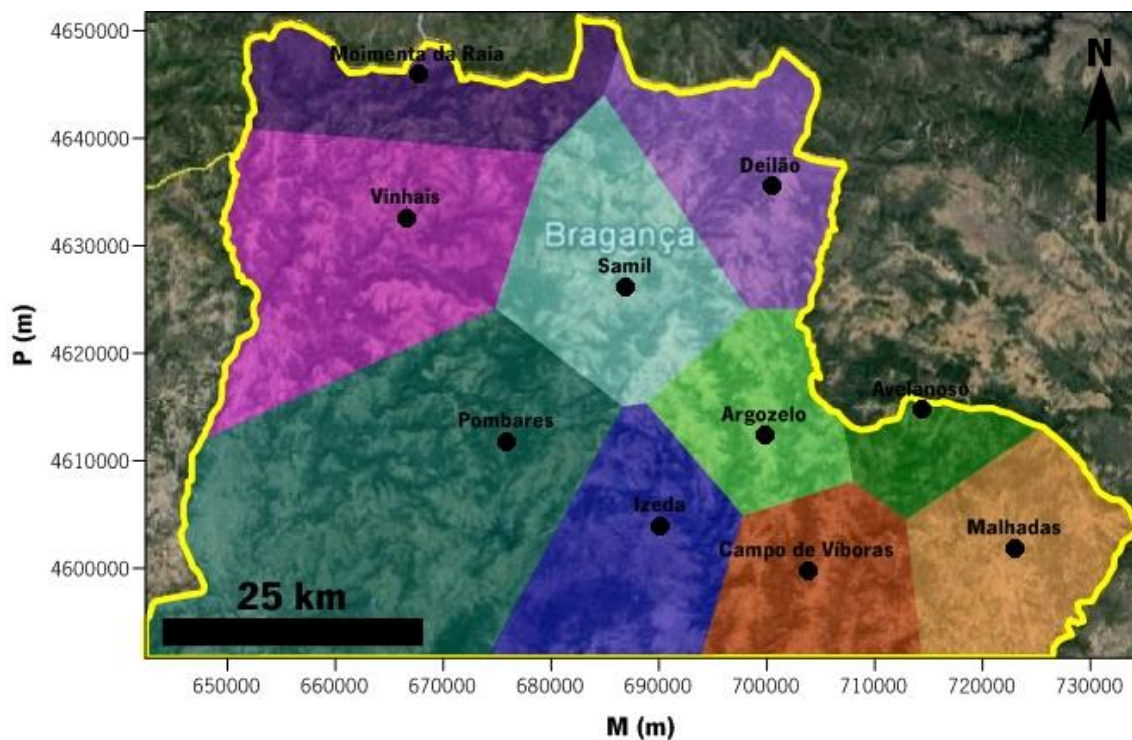 4650000
4640000
4630000
4620000
4610000
4600000
P (m)
Moimenta da Raia
N
Deilão
Vinhais
Bragança
Samil
Avelanoso
Pombares
Argozelo
Izeda
Malhadas
Campo de Víboras
25 km
650000 660000 670000 680000 690000 700000 710000 720000 730000
M (m)